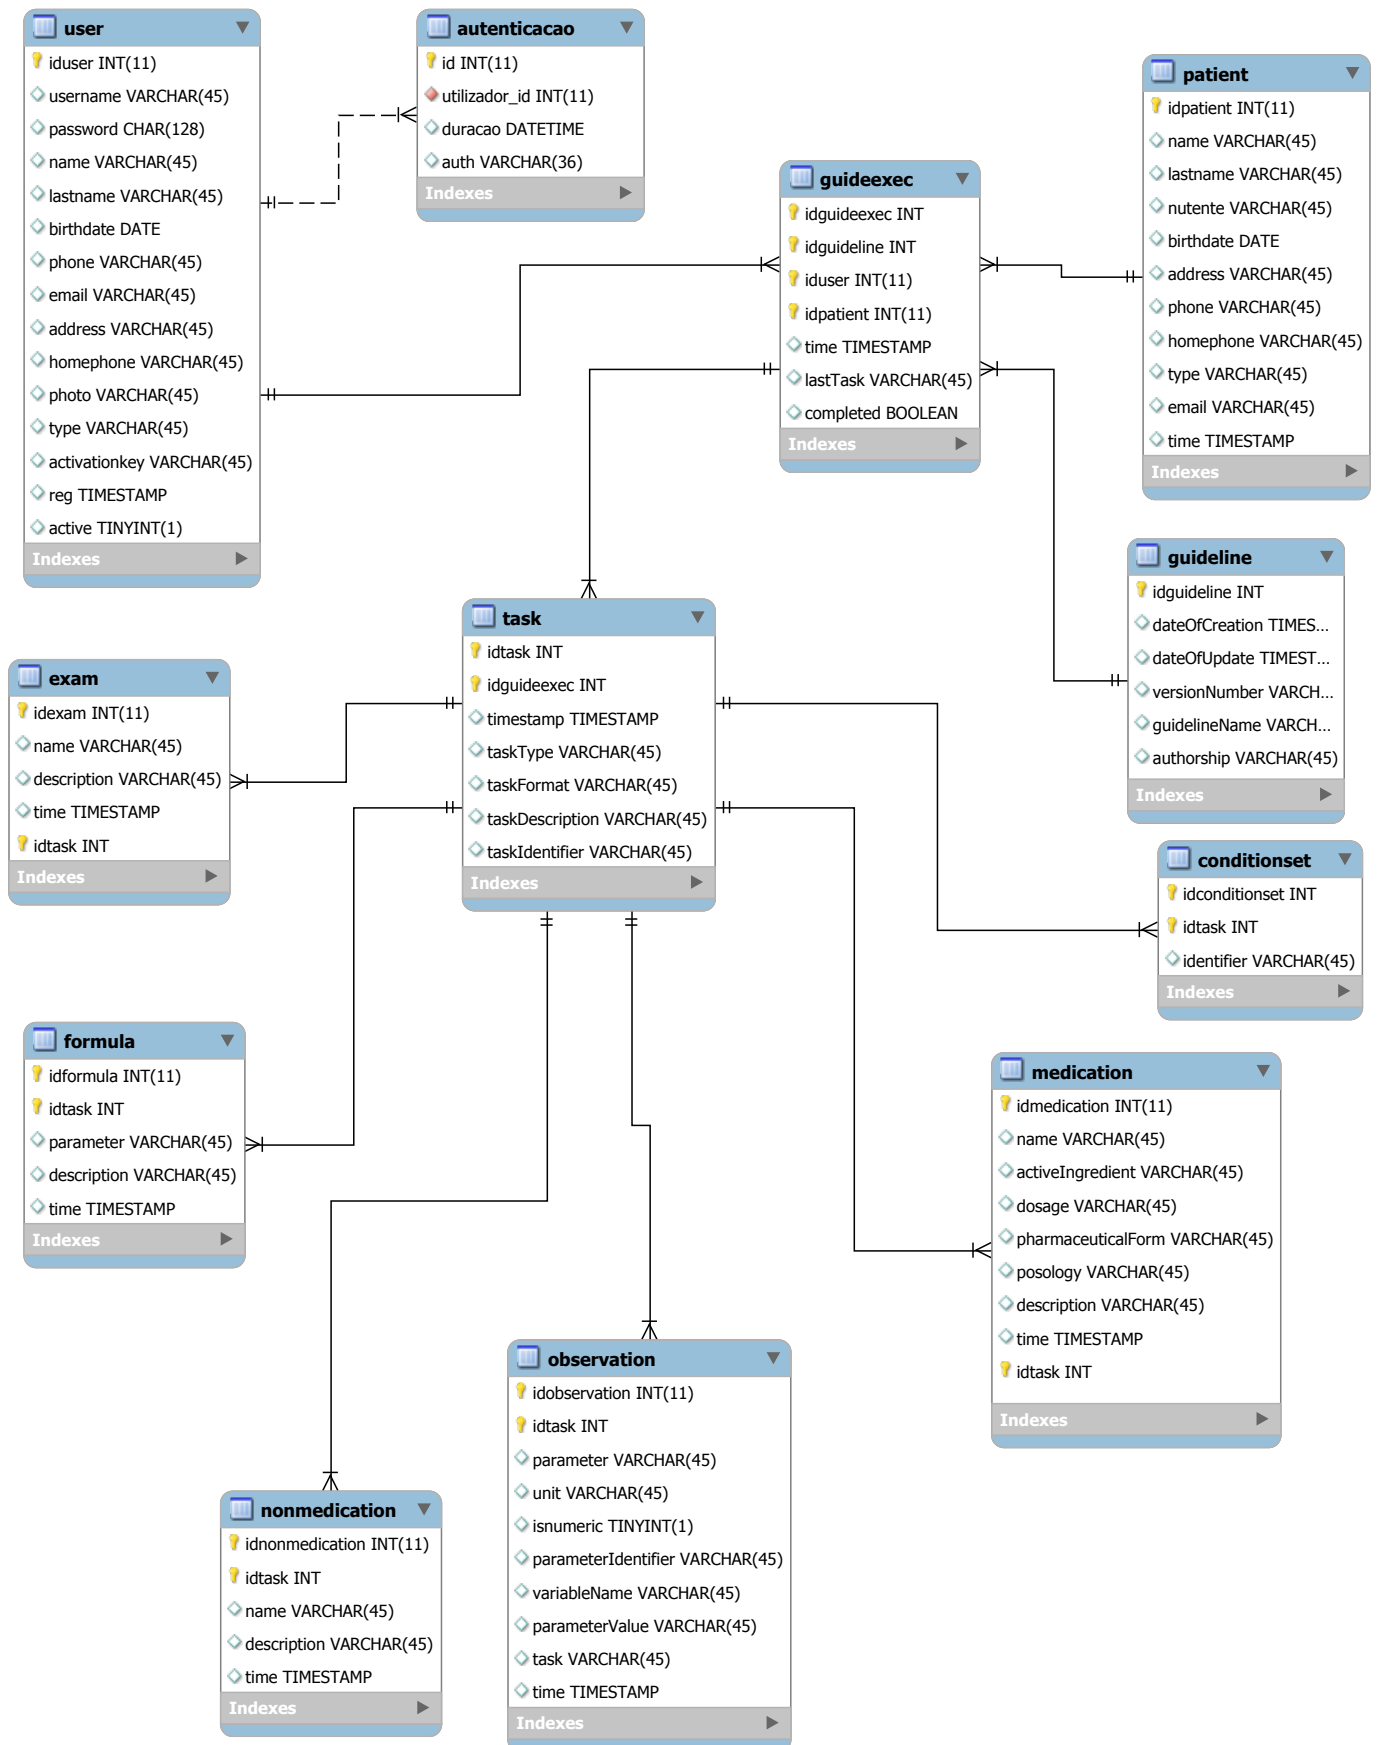 user
iduser INT(11)
username VARCHAR(45)
password CHAR(128)
name VARCHAR(45)
lastname VARCHAR(45)
birthdate DATE
phone VARCHAR(45)
email VARCHAR(45)
address VARCHAR(45)
homephone VARCHAR(45)
photo VARCHAR(45)
type VARCHAR(45)
activationkey VARCHAR(45)
reg TIMESTAMP
active TINYINT(1)
Indexes
autenticacao
id INT(11)
utilizador_id INT(11)
duracao DATETIME
auth VARCHAR(36)
Indexes
guideexec
idguideexec INT
idguideline INT
iduser INT(11)
idpatient INT(11)
time TIMESTAMP
lastTask VARCHAR(45)
completed BOOLEAN
Indexes
patient
idpatient INT(11)
name VARCHAR(45)
lastname VARCHAR(45)
nutente VARCHAR(45)
birthdate DATE
address VARCHAR(45)
phone VARCHAR(45)
homephone VARCHAR(45)
type VARCHAR(45)
email VARCHAR(45)
time TIMESTAMP
Indexes
guideline
idguideline INT
dateOfCreation TIMES...
dateOfUpdate TIMEST...
versionNumber VARCH...
guidelineName VARCH...
authorship VARCHAR(45)
Indexes
task
idtask INT
idguideexec INT
timestamp TIMESTAMP
taskType VARCHAR(45)
taskFormat VARCHAR(45)
taskDescription VARCHAR(45)
taskIdentifier VARCHAR(45)
Indexes
exam
idexam INT(11)
name VARCHAR(45)
description VARCHAR(45)
time TIMESTAMP
idtask INT
Indexes
conditionset
idconditionset INT
idtask INT
identifier VARCHAR(45)
Indexes
formula
idformula INT(11)
idtask INT
parameter VARCHAR(45)
description VARCHAR(45)
time TIMESTAMP
Indexes
medication
idmedication INT(11)
name VARCHAR(45)
activeIngredient VARCHAR(45)
dosage VARCHAR(45)
pharmaceuticalForm VARCHAR(45)
posology VARCHAR(45)
description VARCHAR(45)
time TIMESTAMP
idtask INT
Indexes
observation
idobservation INT(11)
idtask INT
parameter VARCHAR(45)
unit VARCHAR(45)
isnumeric TINYINT(1)
parameterIdentifier VARCHAR(45)
variableName VARCHAR(45)
parameterValue VARCHAR(45)
task VARCHAR(45)
time TIMESTAMP
Indexes
nonmedication
idnonmedication INT(11)
idtask INT
name VARCHAR(45)
description VARCHAR(45)
time TIMESTAMP
Indexes